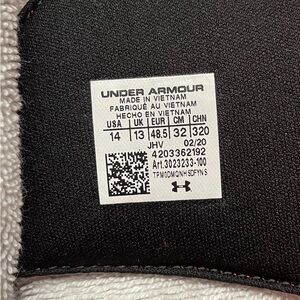 UNDER ARMOUR
MADE IN VIETNAM
FABRIQUÉ AU VIETNAM
HECHO EN VIETNAM
USA UK EUR CM CHN
14 13 48.5 32 320
JHV 02/20
4203362192
Art.3023233-100
TPM0DMQNHSDFYNS